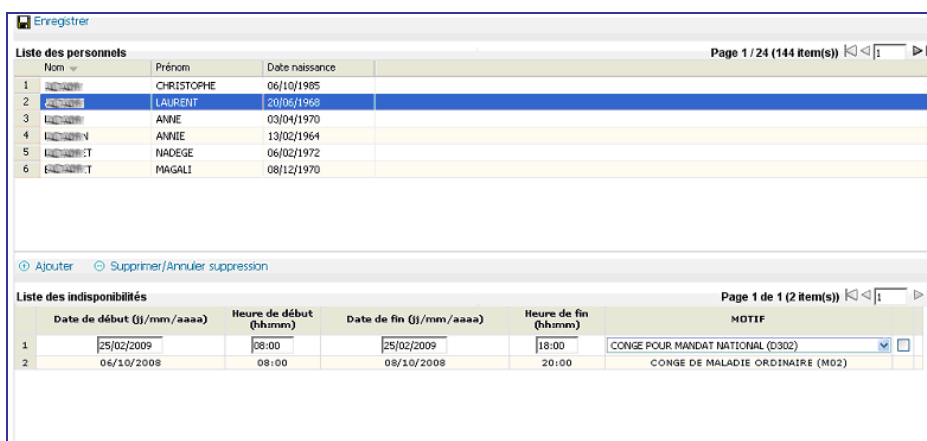 Enregistrer
Liste des personnels Page 1 / 24 (144 item(s)) 1
Nom Prénom Date naissance
1 CHRISTOPHE 06/10/1985
2 LAURENT 20/06/1968
3 ANNE 03/04/1970
4 ANNIE 13/02/1964
5 NADEGE 06/02/1972
6 MAGALI 08/12/1970
Ajouter Supprimer/Annuler suppression
Liste des indisponibilités Page 1 de 1 (2 item(s)) 1
Date de début (jj/mm/aaaa) Heure de début (hh:mm) Date de fin (jj/mm/aaaa) Heure de fin (hh:mm) MOTIF
1 25/02/2009 08:00 25/02/2009 18:00 CONGE POUR MANDAT NATIONAL (D302)
2 06/10/2008 08:00 08/10/2008 20:00 CONGE DE MALADIE ORDINAIRE (M02)